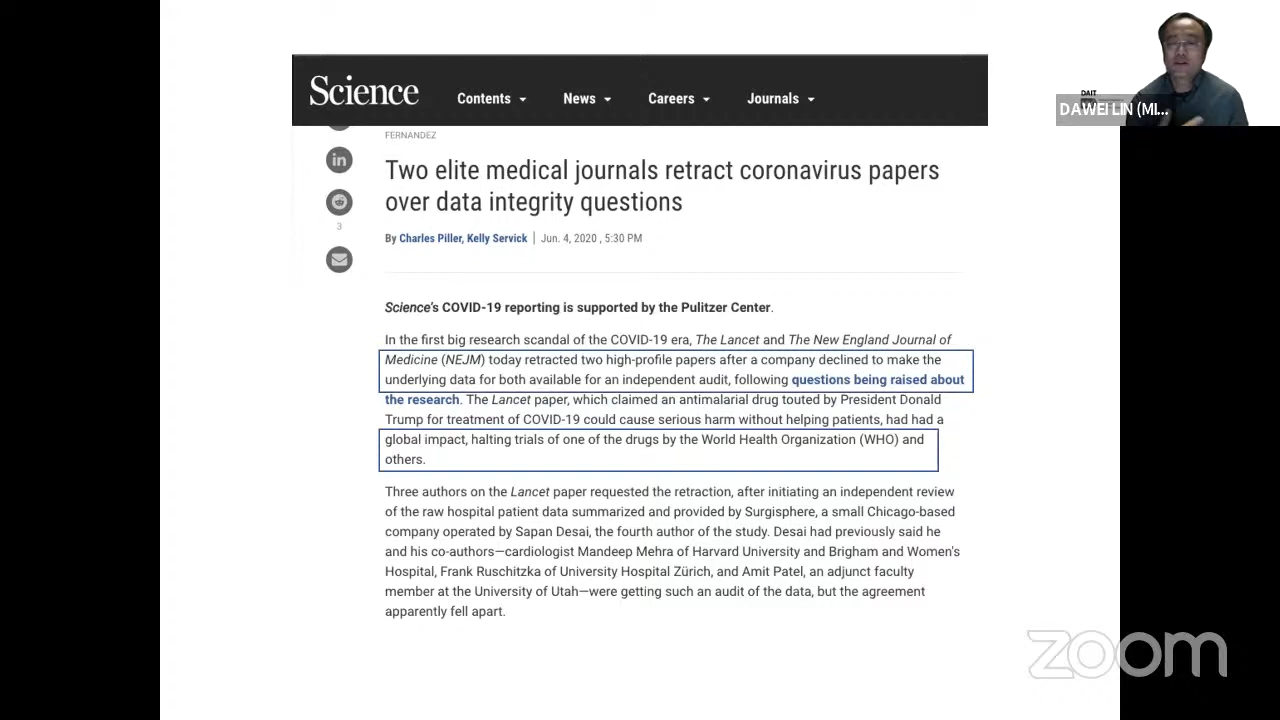 Science
Contents
News
Careers
Journals
DAIT
DAWEI LIN (MI...
FERNANDEZ
Two elite medical journals retract coronavirus papers
over data integrity questions
3
By Charles Piller, Kelly Servick | Jun. 4, 2020 , 5:30 PM
Science's COVID-19 reporting is supported by the Pulitzer Center.
In the first big research scandal of the COVID-19 era, The Lancet and The New England Journal of
Medicine (NEJM) today retracted two high-profile papers after a company declined to make the
underlying data for both available for an independent audit, following questions being raised about
the research. The Lancet paper, which claimed an antimalarial drug touted by President Donald
Trump for treatment of COVID-19 could cause serious harm without helping patients, had had a
global impact, halting trials of one of the drugs by the World Health Organization (WHO) and
others.
Three authors on the Lancet paper requested the retraction, after initiating an independent review
of the raw hospital patient data summarized and provided by Surgisphere, a small Chicago-based
company operated by Sapan Desai, the fourth author of the study. Desai had previously said he
and his co-authors—cardiologist Mandeep Mehra of Harvard University and Brigham and Women's
Hospital, Frank Ruschitzka of University Hospital Zürich, and Amit Patel, an adjunct faculty
member at the University of Utah—were getting such an audit of the data, but the agreement
apparently fell apart.
zoom